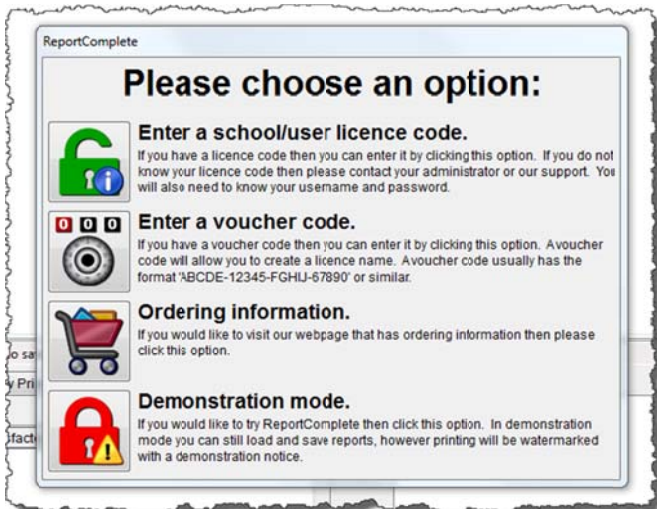 ReportComplete
Please choose an option:
Enter a school/user licence code.
If you have a licence code then you can enter it by clicking this option. If you do not
know your licence code then please contact your administrator or our support. You
will also need to know your username and password.
0 0 0
Enter a voucher code.
If you have a voucher code then you can enter it by clicking this option. A voucher
code will allow you to create a licence name. A voucher code usually has the
format 'ABCDE-12345-FGHIJ-67890' or similar.
Ordering information.
If you would like to visit our webpage that has ordering information then please
click this option.
Demonstration mode.
If you would like to try ReportComplete then click this option. In demonstration
mode you can still load and save reports, however printing will be watermarked
with a demonstration notice.